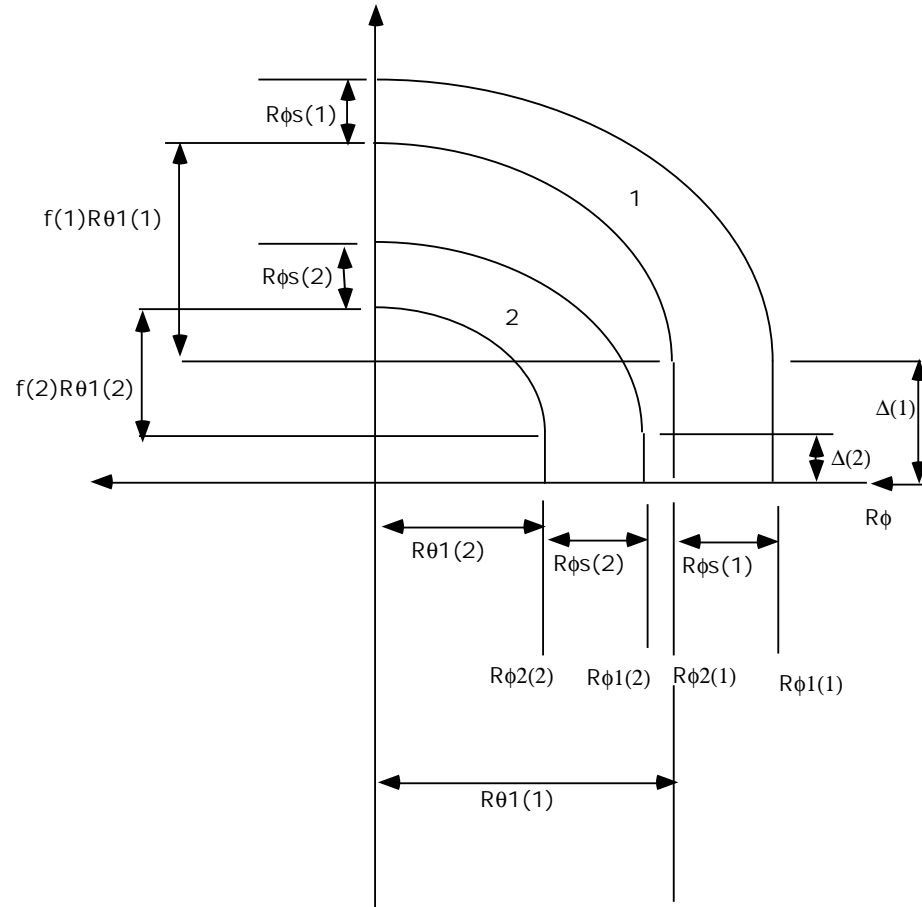 Rϕs(1)
1
f(1)Rθ1(1)
Rϕs(2)
2
f(2)Rθ1(2)
Δ(1)
Δ(2)
Rϕ
Rθ1(2)
Rϕs(2)
Rϕs(1)
Rϕ2(2)
Rϕ1(2)
Rϕ2(1)
Rϕ1(1)
Rθ1(1)